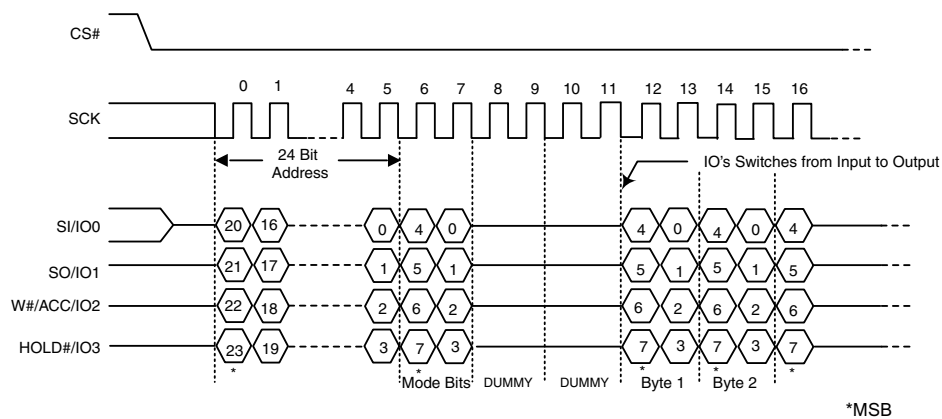 CS#
0 1 4 5 6 7 8 9 10 11 12 13 14 15 16
SCK
24 Bit
Address
IO's Switches from Input to Output
SI/IO0 20 16 0 4 0 4 0 4 0 4
SO/IO1 21 17 1 5 1 5 1 5 1 5
W#/ACC/IO2 22 18 2 6 2 6 2 6 2 6
HOLD#/IO3 23 19 3 7 3 7 3 7 3 7
* * * * *
Mode Bits DUMMY DUMMY Byte 1 Byte 2
*MSB